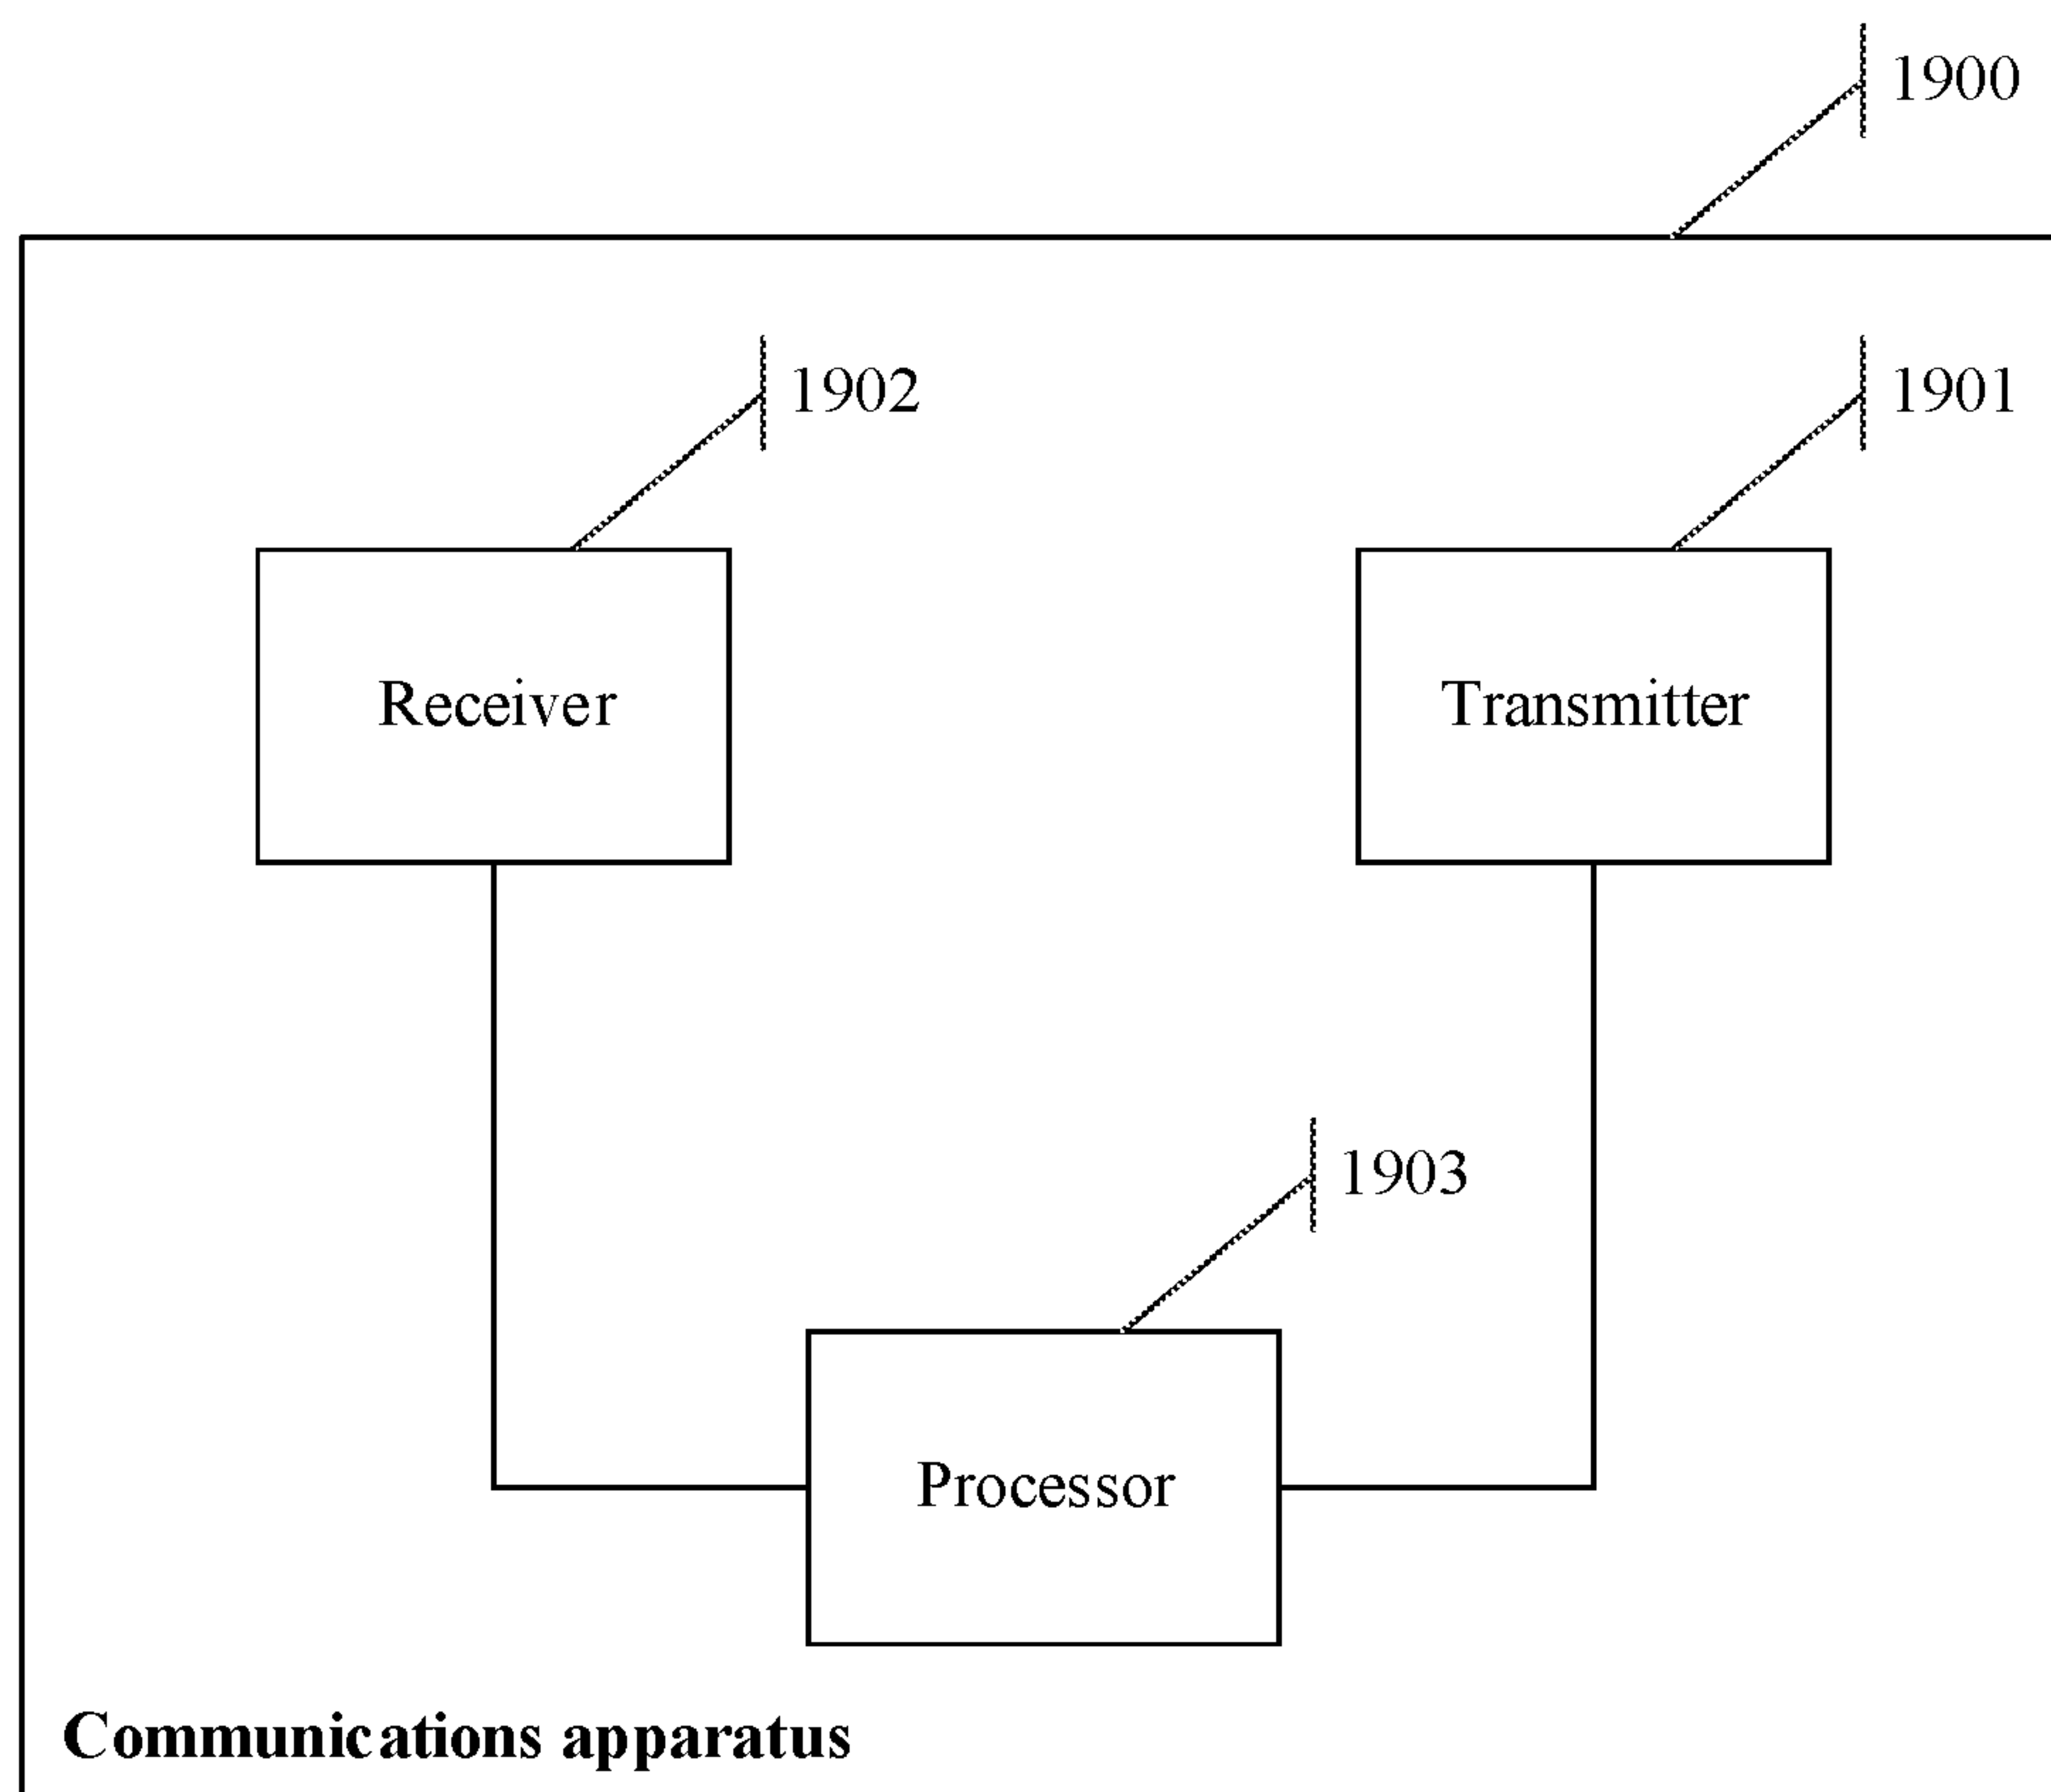 1900
1902
1901
Receiver
Transmitter
1903
Processor
Communications apparatus